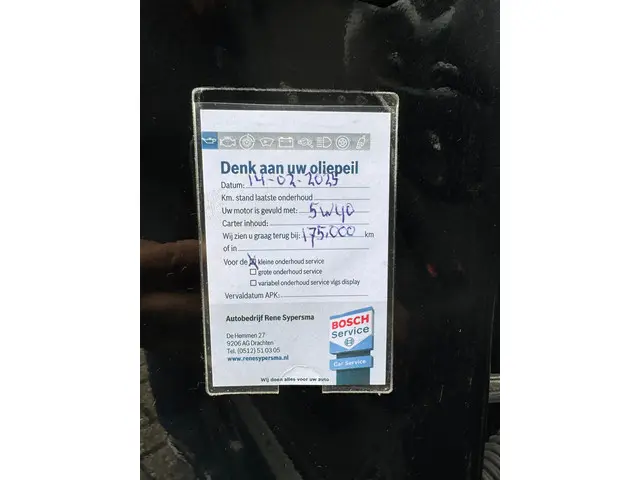 Denk aan uw oliepeil
Datum: 14-02-2025
Km. stand laatste onderhoud
Uw motor is gevuld met: 5W40
Carter inhoud:
Wij zien u graag terug bij: 175.000 km
of in
Voor de kleine onderhoud service
grote onderhoud service
variabel onderhoud service vlgs display
Vervaldatum APK:
Autobedrijf Rene Sypersma
De Hemmen 27
9206 AG Drachten
Tel. (0512) 51 03 05
www.renesypersma.nl
BOSCH
Service
Car Service
Wij doen alles voor uw auto